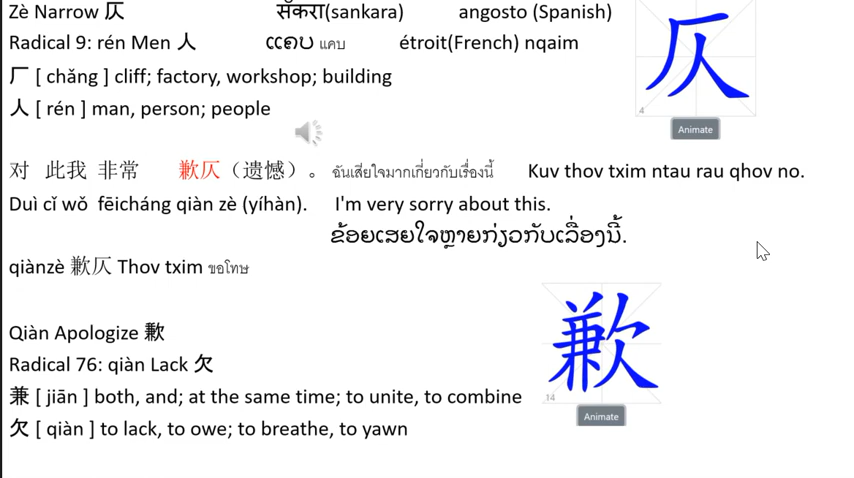 Zè Narrow 仄 सँकरा(sankara) angosto (Spanish)
Radical 9: rén Men 人 ແຄບ แคบ étroit(French) nqaim
厂 [ chǎng ] cliff; factory, workshop; building
人 [ rén ] man, person; people
仄
4
Animate
对 此我 非常 歉仄（遗憾）。 ฉันเสียใจมากเกี่ยวกับเรื่องนี้ Kuv thov txim ntau rau qhov no.
Duì cǐ wǒ fēicháng qiàn zè (yíhàn). I'm very sorry about this.
ຂ້ອຍເສຍໃຈຫຼາຍກ່ຽວກັບເລື່ອງນີ້.
qiànzè 歉仄 Thov txim ขอโทษ
Qiàn Apologize 歉
Radical 76: qiàn Lack 欠
兼 [ jiān ] both, and; at the same time; to unite, to combine
欠 [ qiàn ] to lack, to owe; to breathe, to yawn
歉
14
Animate